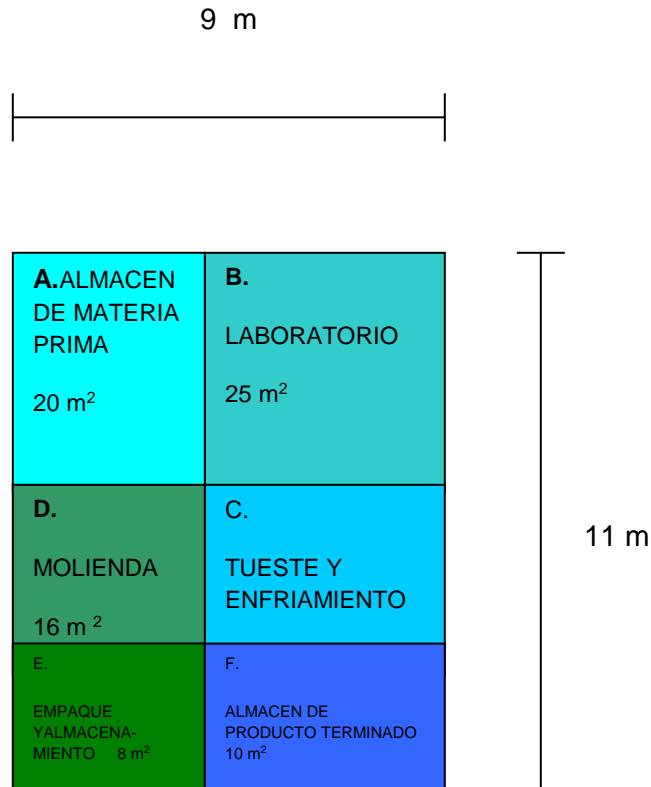 9 m
A.ALMACEN
DE MATERIA
PRIMA
20 m²
B.
LABORATORIO
25 m²
D.
MOLIENDA
16 m ²
C.
TUESTE Y
ENFRIAMIENTO
11 m
E.
EMPAQUE
YALMACENA-
MIENTO 8 m²
F.
ALMACEN DE
PRODUCTO TERMINADO
10 m²